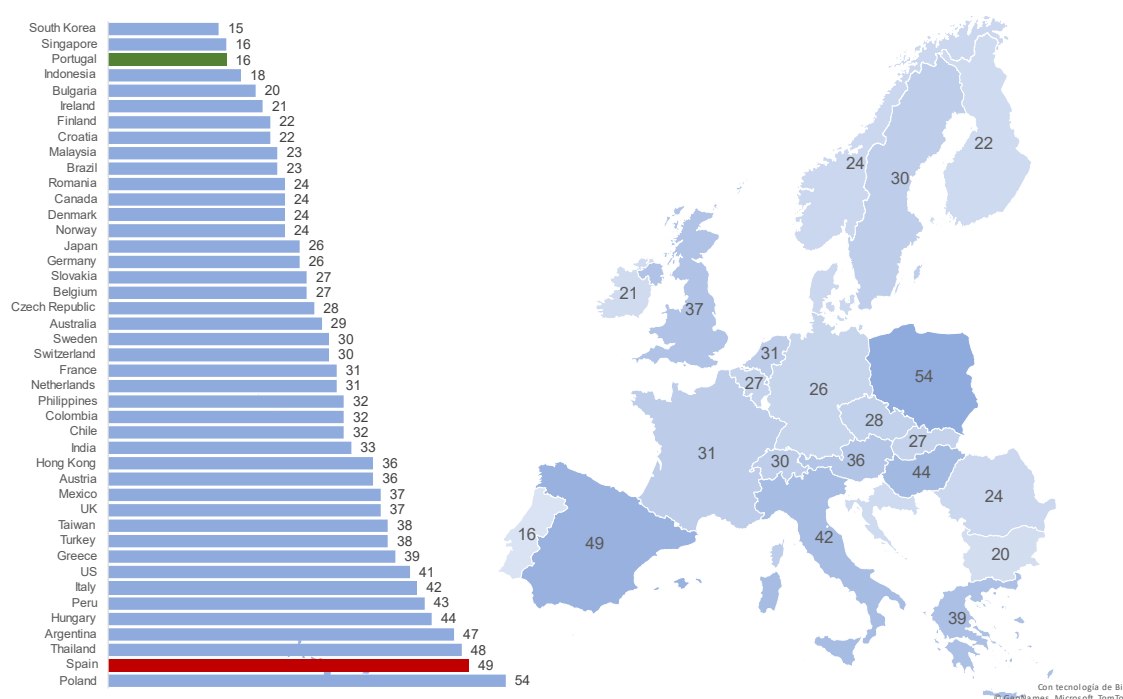 South Korea 15
Singapore 16
Portugal 16
Indonesia 18
Bulgaria 20
Ireland 21
Finland 22
Croatia 22
Malaysia 23
Brazil 23
Romania 24
Canada 24
Denmark 24
Norway 24
Japan 26
Germany 26
Slovakia 27
Belgium 27
Czech Republic 28
Australia 29
Sweden 30
Switzerland 30
France 31
Netherlands 31
Philippines 32
Colombia 32
Chile 32
India 33
Hong Kong 36
Austria 36
Mexico 37
UK 37
Taiwan 38
Turkey 38
Greece 39
US 41
Italy 42
Peru 43
Hungary 44
Argentina 47
Thailand 48
Spain 49
Poland 54
22
24
30
21
37
31
54
27
26
28
27
31
30
36
44
24
16
49
42
20
39
Con tecnología de Bi
© GeoNames, Microsoft, TomTo